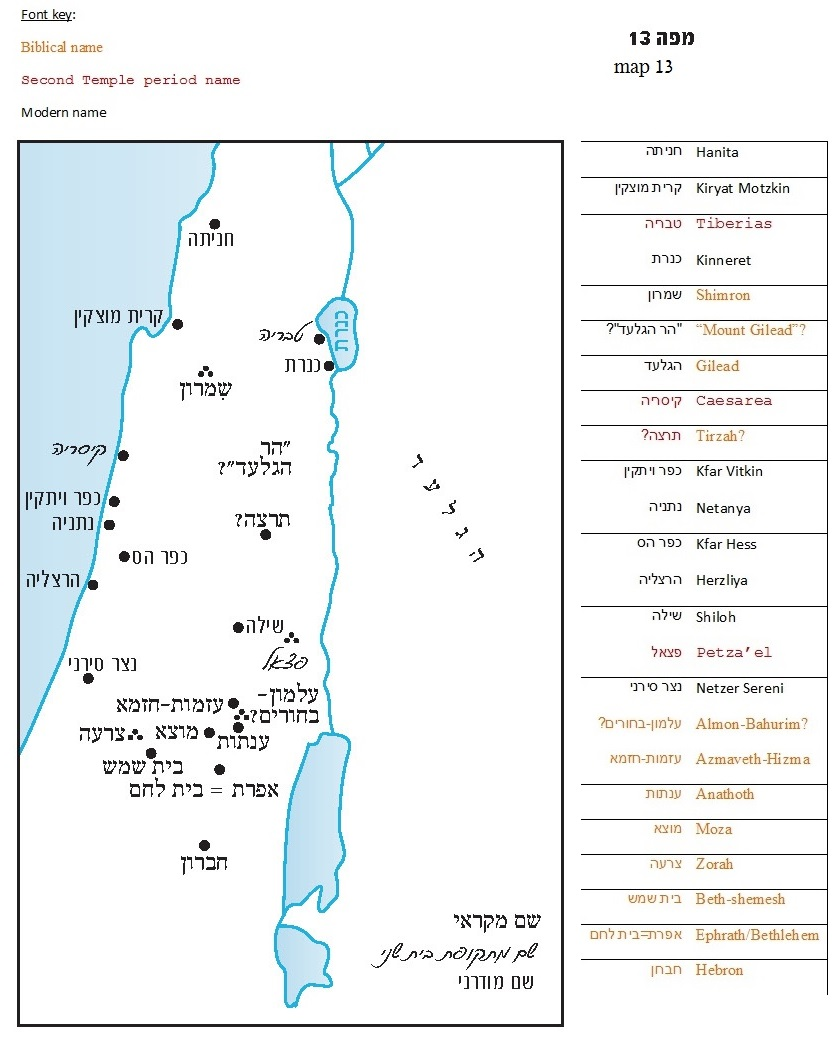 Font key:
Biblical name
Second Temple period name
Modern name
מפה 13
map 13
חניתה
קרית מוצקין
טבריה
כנרת
כנרת
שמרון
"הר
הגלעד"?
הגלעד
קיסריה
כפר ויתקין
נתניה
תרצה?
כפר הס
הרצליה
שילה
פצאל
נצר סירני
עלמון-
בחורים?
עזמות-חזמא
צרעה
מוצא
ענתות
בית שמש
אפרת = בית לחם
חברון
שם מקראי
שם מתקופת בית שני
שם מודרני
חניתה Hanita
קרית מוצקין Kiryat Motzkin
טבריה Tiberias
כנרת Kinneret
שמרון Shimron
"הר הגלעד"? “Mount Gilead”?
הגלעד Gilead
קיסריה Caesarea
תרצה? Tirzah?
כפר ויתקין Kfar Vitkin
נתניה Netanya
כפר הס Kfar Hess
הרצליה Herzliya
שילה Shiloh
פצאל Petza’el
נצר סירני Netzer Sereni
עלמון-בחורים? Almon-Bahurim?
עזמות-חזמא Azmaveth-Hizma
ענתות Anathoth
מוצא Moza
צרעה Zorah
בית שמש Beth-shemesh
אפרת=בית לחם Ephrath/Bethlehem
חבחן Hebron